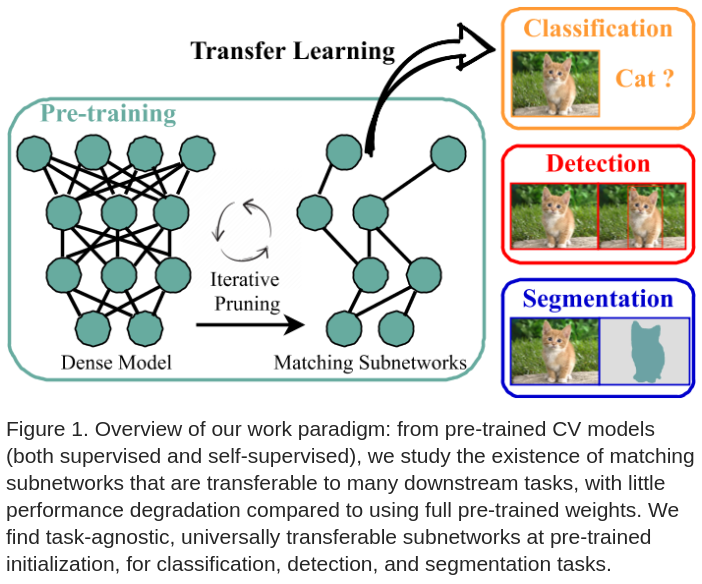 Transfer Learning
Pre-training
Iterative
Pruning
Dense Model
Matching Subnetworks
Classification
Cat ?
Detection
Segmentation
Figure 1. Overview of our work paradigm: from pre-trained CV models
(both supervised and self-supervised), we study the existence of matching
subnetworks that are transferable to many downstream tasks, with little
performance degradation compared to using full pre-trained weights. We
find task-agnostic, universally transferable subnetworks at pre-trained
initialization, for classification, detection, and segmentation tasks.